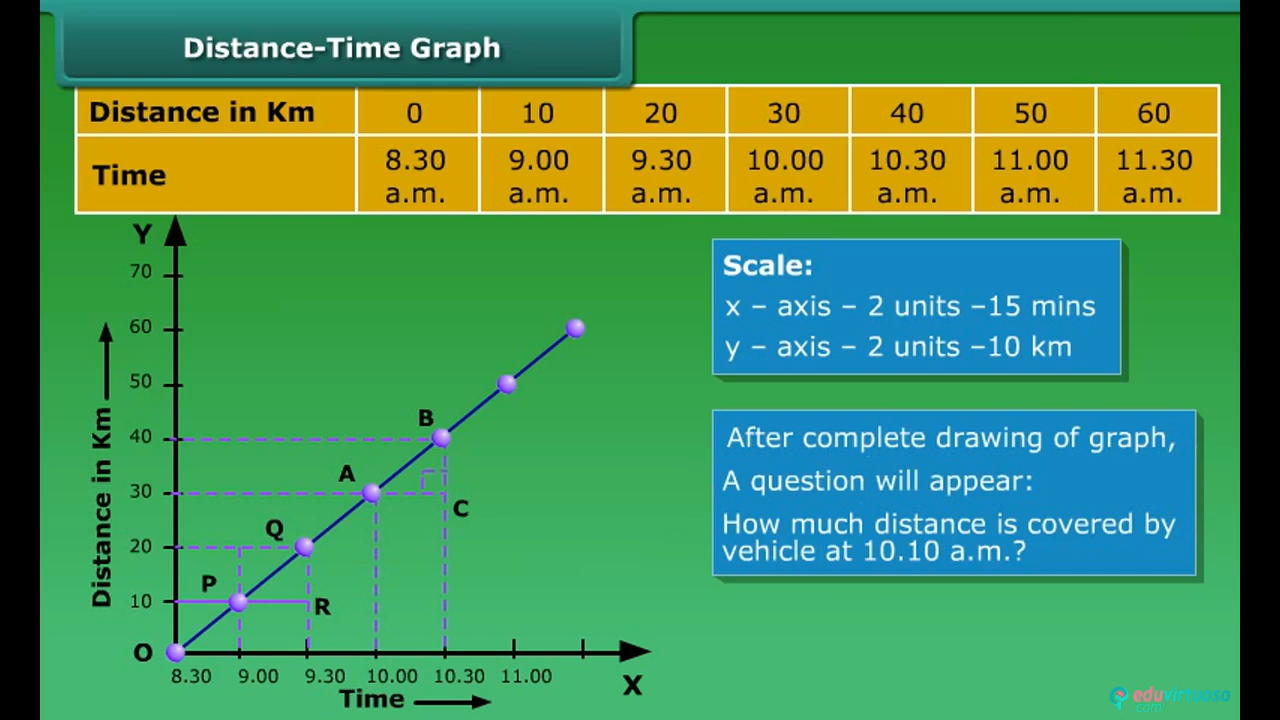 Distance-Time Graph
Distance in Km 0 10 20 30 40 50 60
Time 8.30 a.m. 9.00 a.m. 9.30 a.m. 10.00 a.m. 10.30 a.m. 11.00 a.m. 11.30 a.m.
Y
70
60
50
40
30
20
10
O
Distance in Km
P
Q
R
A
B
C
8.30 9.00 9.30 10.00 10.30 11.00
Time
X
Scale:
x – axis – 2 units –15 mins
y – axis – 2 units –10 km
After complete drawing of graph,
A question will appear:
How much distance is covered by
vehicle at 10.10 a.m.?
eduvirtuoso
.com